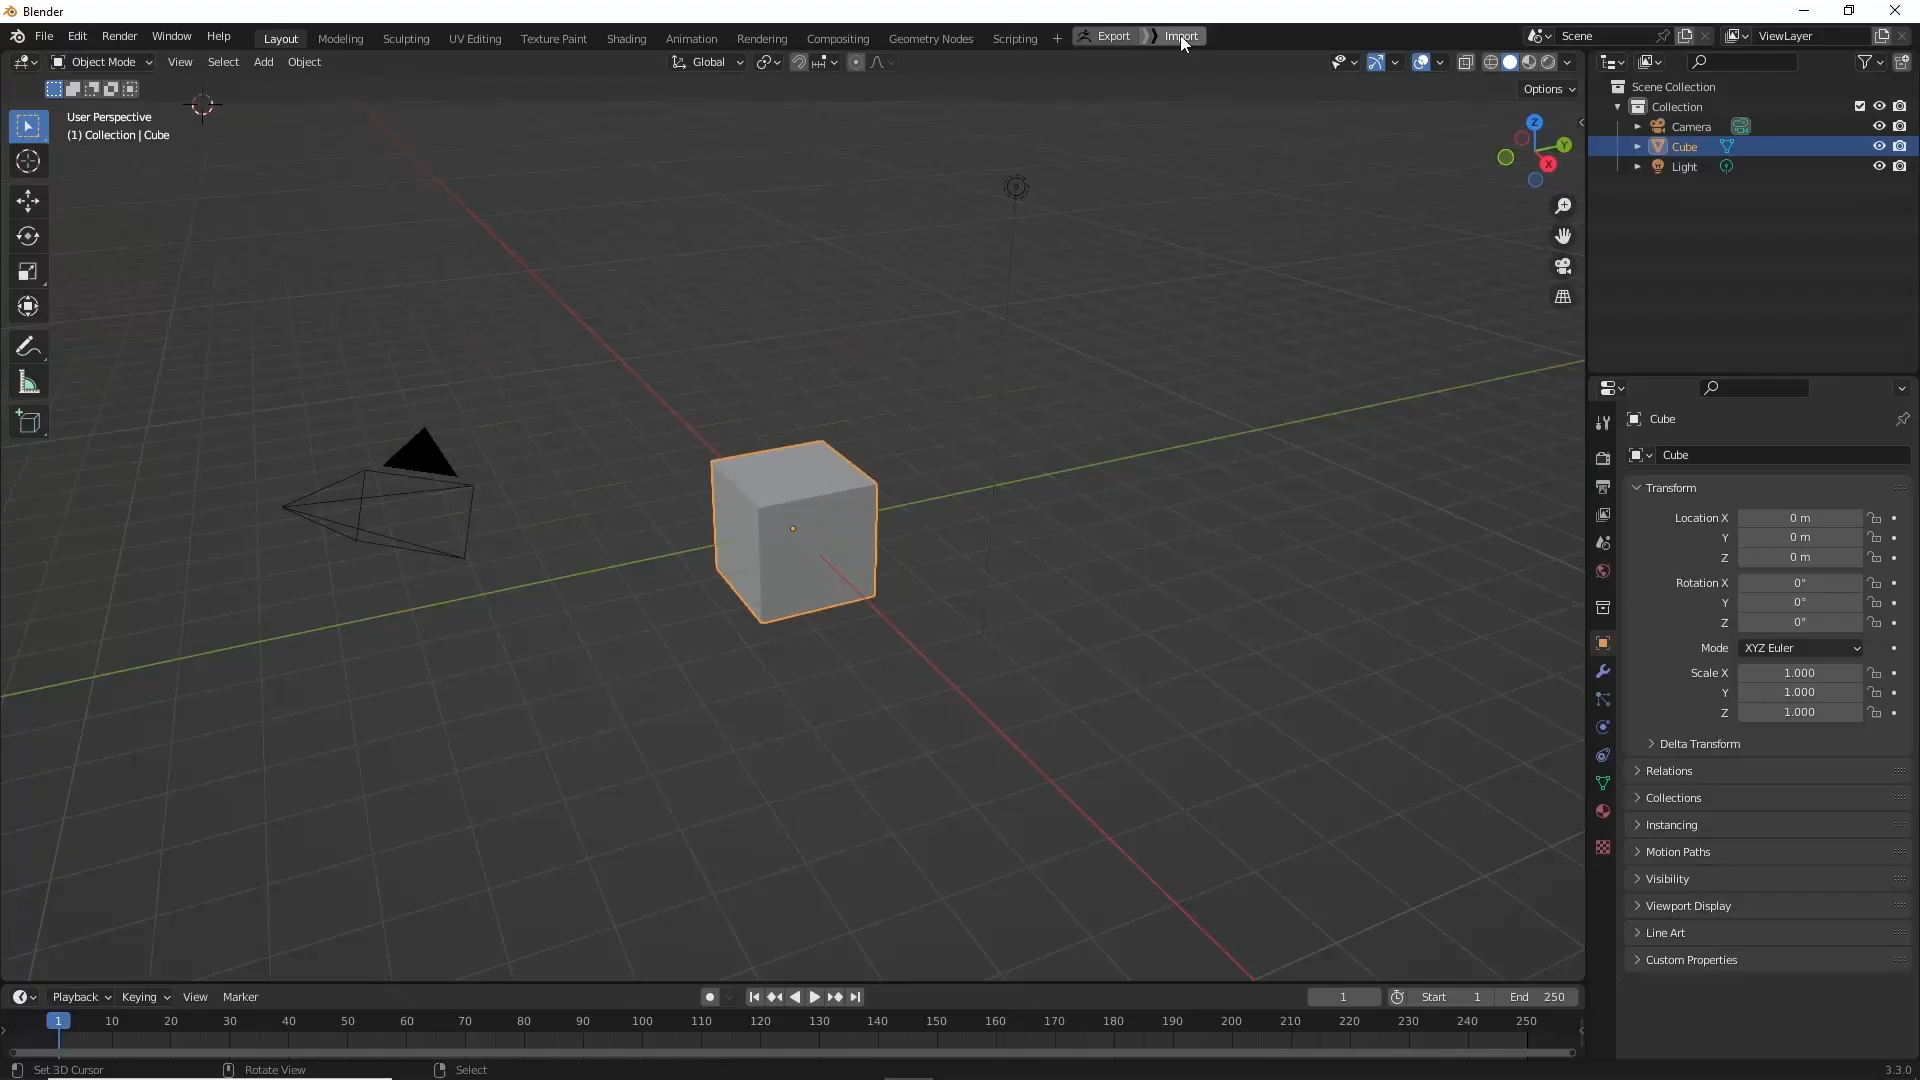 Blender
File Edit Render Window Help Layout Modeling Sculpting UV Editing Texture Paint Shading Animation Rendering Compositing Geometry Nodes Scripting + Export Import Scene ViewLayer
Object Mode View Select Add Object Global
Options
User Perspective
(1) Collection | Cube
Z
Y
X
Scene Collection
Collection
Camera
Cube
Light
Cube
Cube
Transform
Location X 0 m
Y 0 m
Z 0 m
Rotation X 0°
Y 0°
Z 0°
Mode XYZ Euler
Scale X 1.000
Y 1.000
Z 1.000
Delta Transform
Relations
Collections
Instancing
Motion Paths
Visibility
Viewport Display
Line Art
Custom Properties
Playback Keying View Marker 1 Start 1 End 250
1 10 20 30 40 50 60 70 80 90 100 110 120 130 140 150 160 170 180 190 200 210 220 230 240 250
Set 3D Cursor Rotate View Select 3.3.0